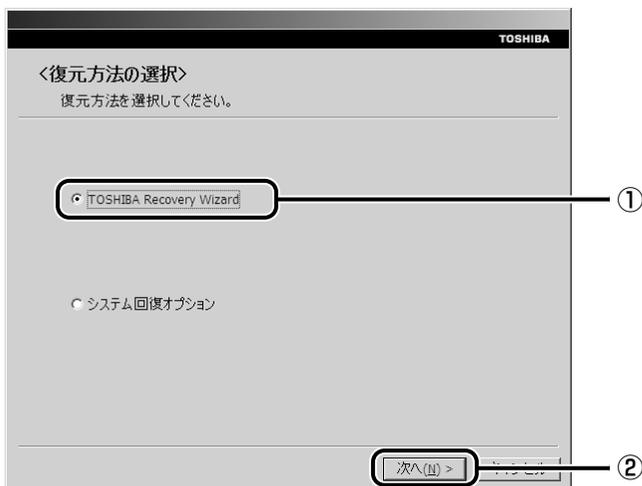 TOSHIBA
<復元方法の選択>
復元方法を選択してください。
TOSHIBA Recovery Wizard
①
システム回復オプション
次へ(N) >
②